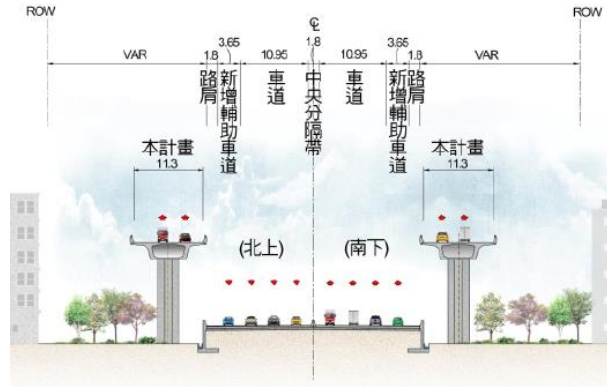 ROW
ROW
℄
VAR
1.8
3.65
10.95
1.8
10.95
3.65
1.8
VAR
路肩
新增輔助車道
車道
中央分隔帶
車道
新增輔助車道
路肩
本計畫
11.3
本計畫
11.3
(北上)
(南下)